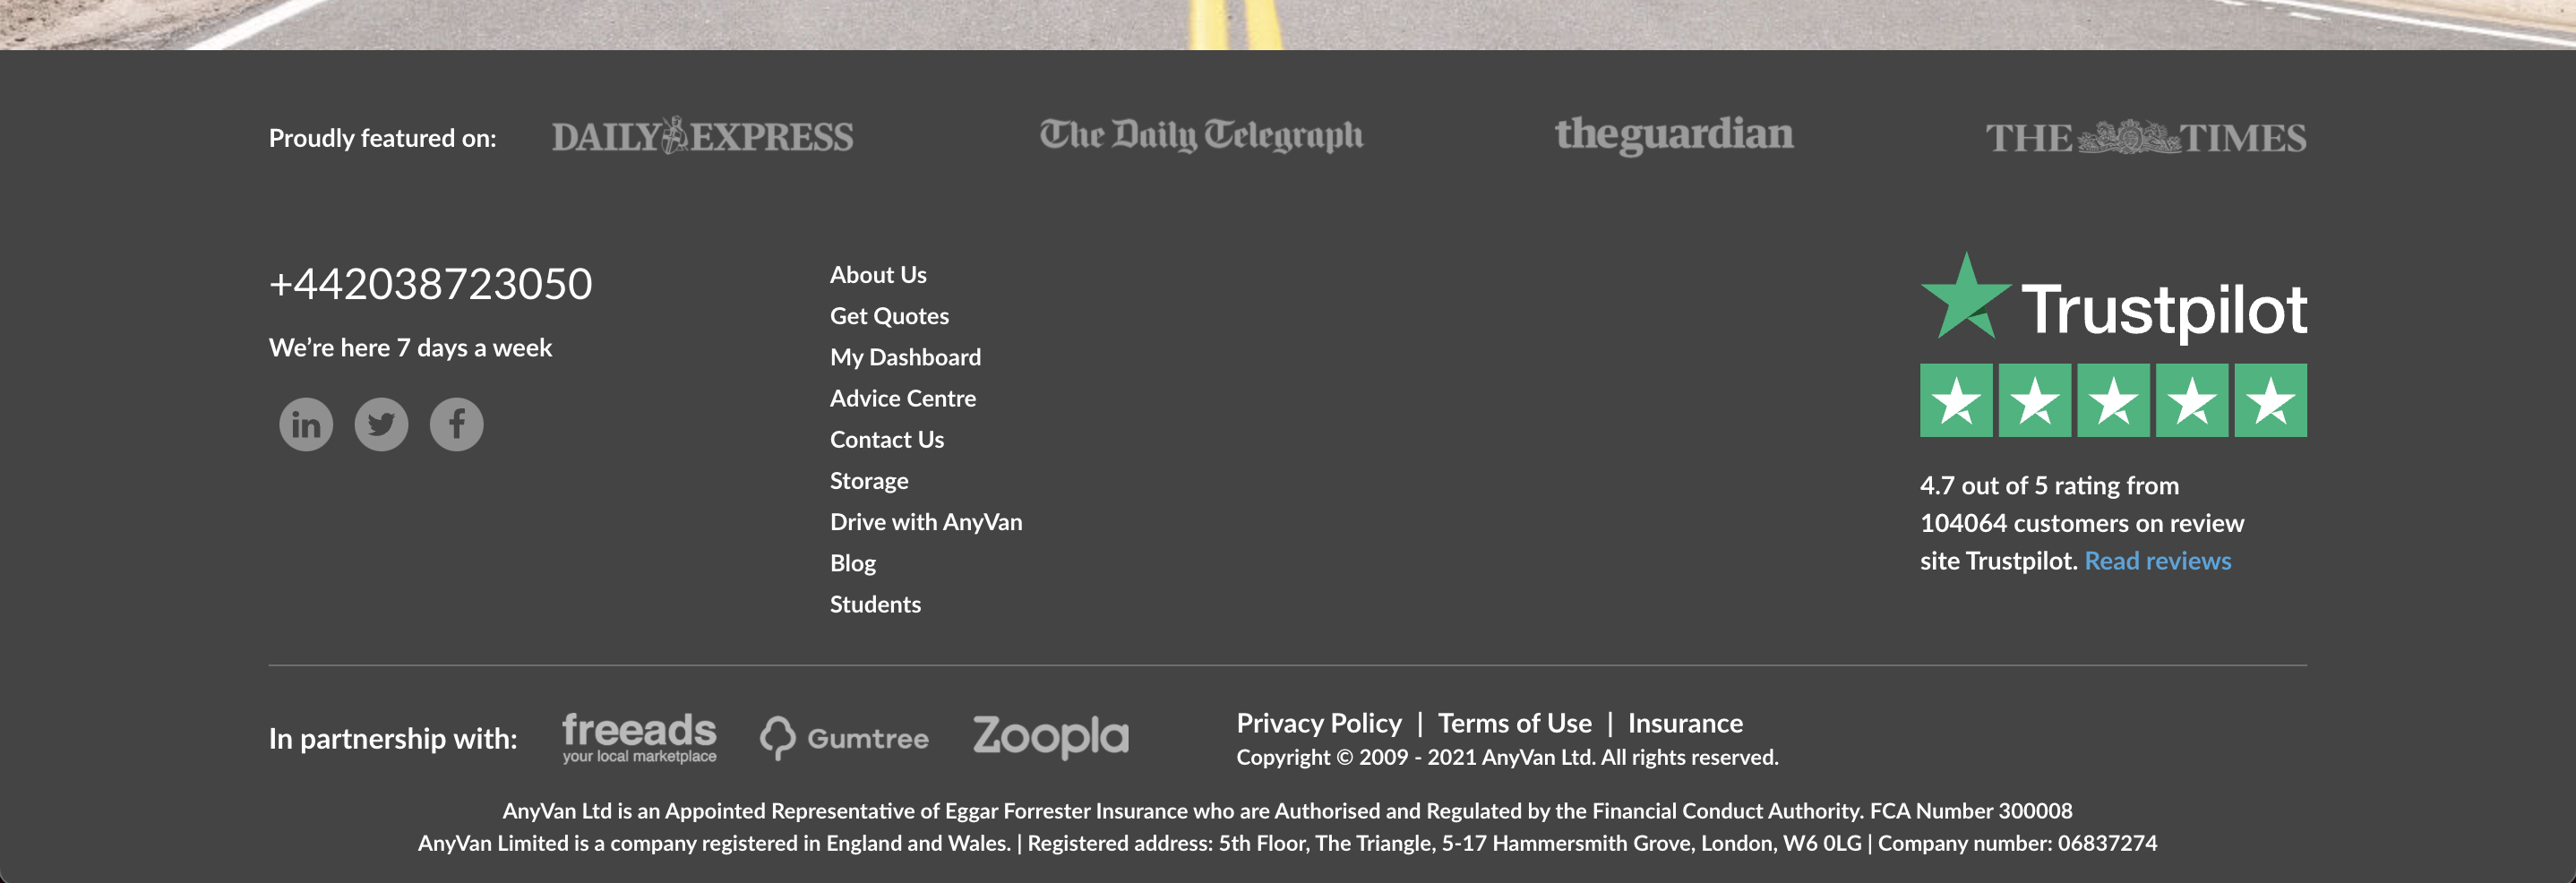 Proudly featured on: DAILY EXPRESS The Daily Telegraph theguardian THE TIMES
+442038723050
We’re here 7 days a week
in f
About Us
Get Quotes
My Dashboard
Advice Centre
Contact Us
Storage
Drive with AnyVan
Blog
Students
Trustpilot
4.7 out of 5 rating from
104064 customers on review
site Trustpilot. Read reviews
In partnership with: freeads Gumtree Zoopla
your local marketplace
Privacy Policy | Terms of Use | Insurance
Copyright © 2009 - 2021 AnyVan Ltd. All rights reserved.
AnyVan Ltd is an Appointed Representative of Eggar Forrester Insurance who are Authorised and Regulated by the Financial Conduct Authority. FCA Number 300008
AnyVan Limited is a company registered in England and Wales. | Registered address: 5th Floor, The Triangle, 5-17 Hammersmith Grove, London, W6 0LG | Company number: 06837274